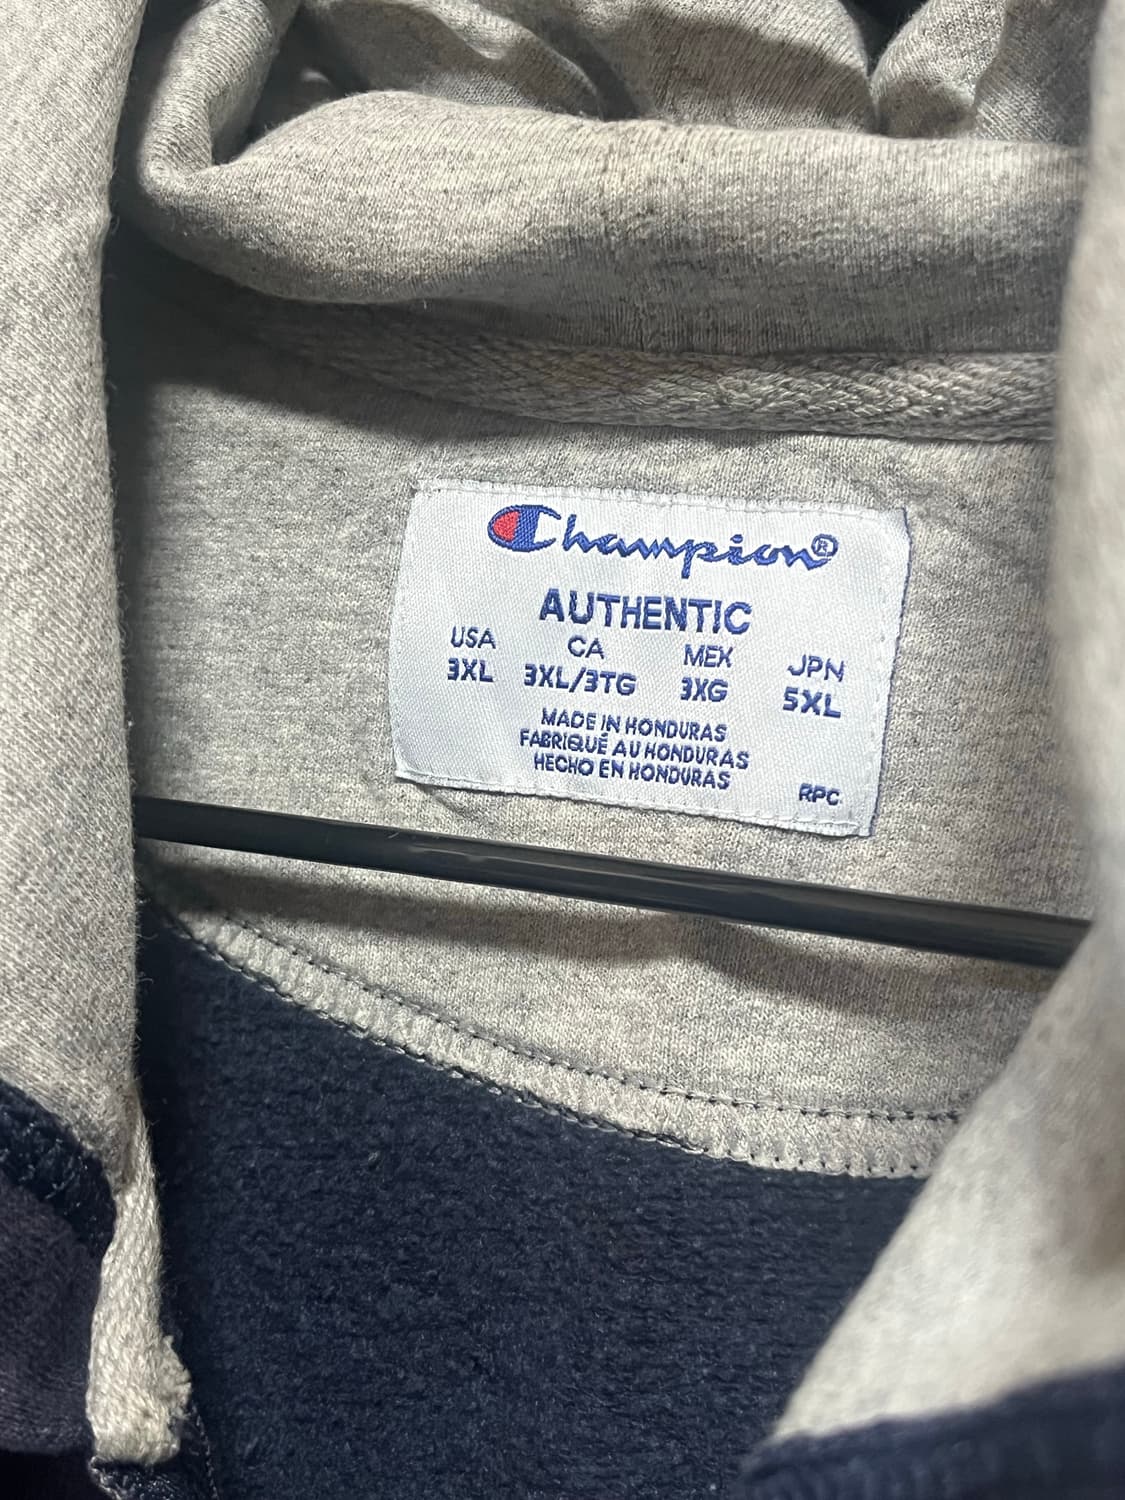 Champion®
AUTHENTIC
USA CA MEX JPN
3XL 3XL/3TG 3XG 5XL
MADE IN HONDURAS
FABRIQUÉ AU HONDURAS
HECHO EN HONDURAS
RPC